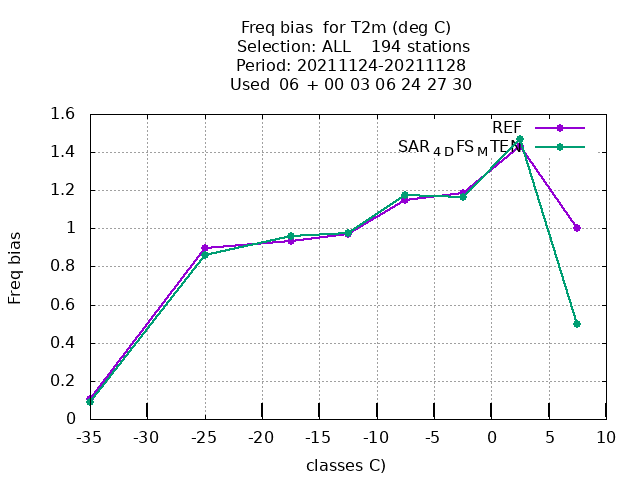 Freq bias for T2m (deg C)
Selection: ALL 194 stations
Period: 20211124-20211128
Used 06 + 00 03 06 24 27 30
1.6
1.4
1.2
1
0.8
0.6
0.4
0.2
0
Freq bias
REF
SAR 4 D FS M TEN
-35 -30 -25 -20 -15 -10 -5 0 5 10
classes C)